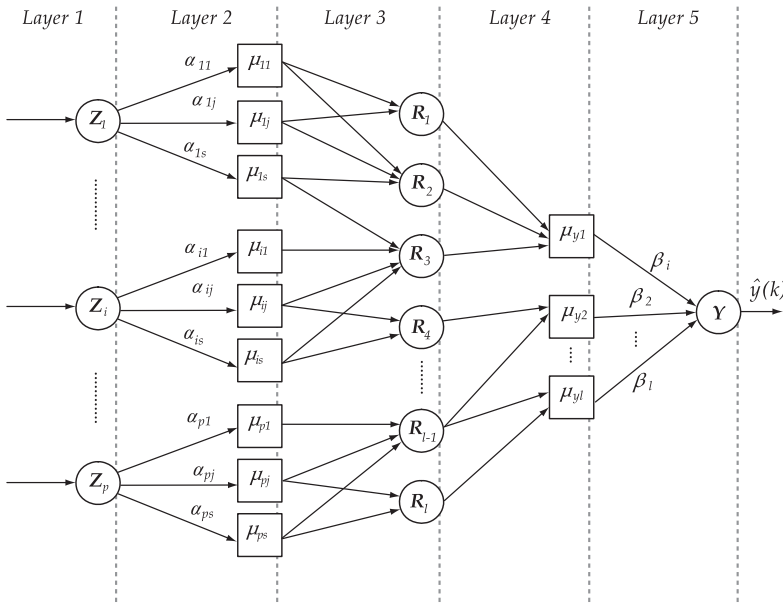 Layer 1 Layer 2 Layer 3 Layer 4 Layer 5
α11 μ11
Z1 α1j μ1j R1
α1s μ1s R2
αi1 μi1 μy1
R3 βi
Zi αij μij ŷ(k)
β2 Y
αis μis R4 μy2
βl
αp1 μp1 μyl
Rl-1
Zp αpj μpj
Rl
αps μps